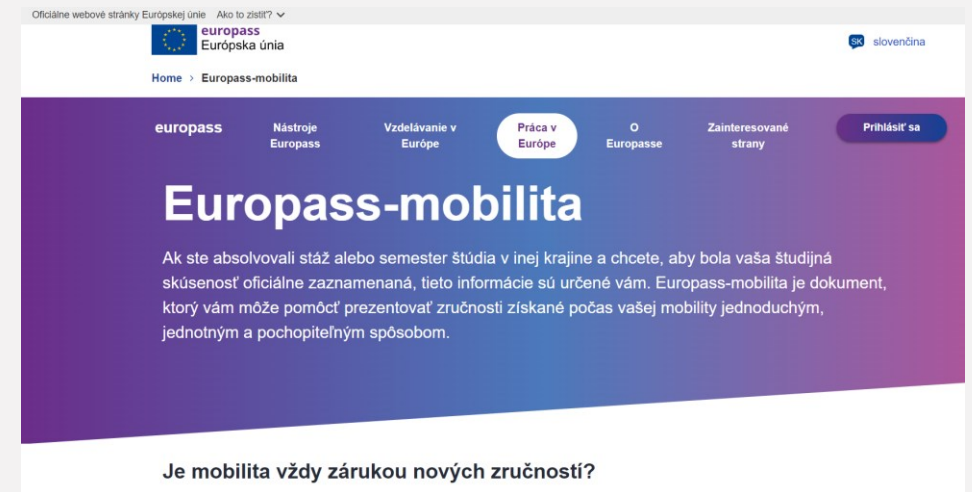 Oficiálne webové stránky Európskej únie Ako to zistiť?
europass
Európska únia
SK slovenčina
Home > Europass-mobilita
europass
Nástroje
Europass
Vzdelávanie v
Európe
Práca v
Európe
O
Europasse
Zainteresované
strany
Prihlásiť sa
Europass-mobilita
Ak ste absolvovali stáž alebo semester štúdia v inej krajine a chcete, aby bola vaša študijná
skúsenosť oficiálne zaznamenaná, tieto informácie sú určené vám. Europass-mobilita je dokument,
ktorý vám môže pomôcť prezentovať zručnosti získané počas vašej mobility jednoduchým,
jednotným a pochopiteľným spôsobom.
Je mobilita vždy zárukou nových zručností?